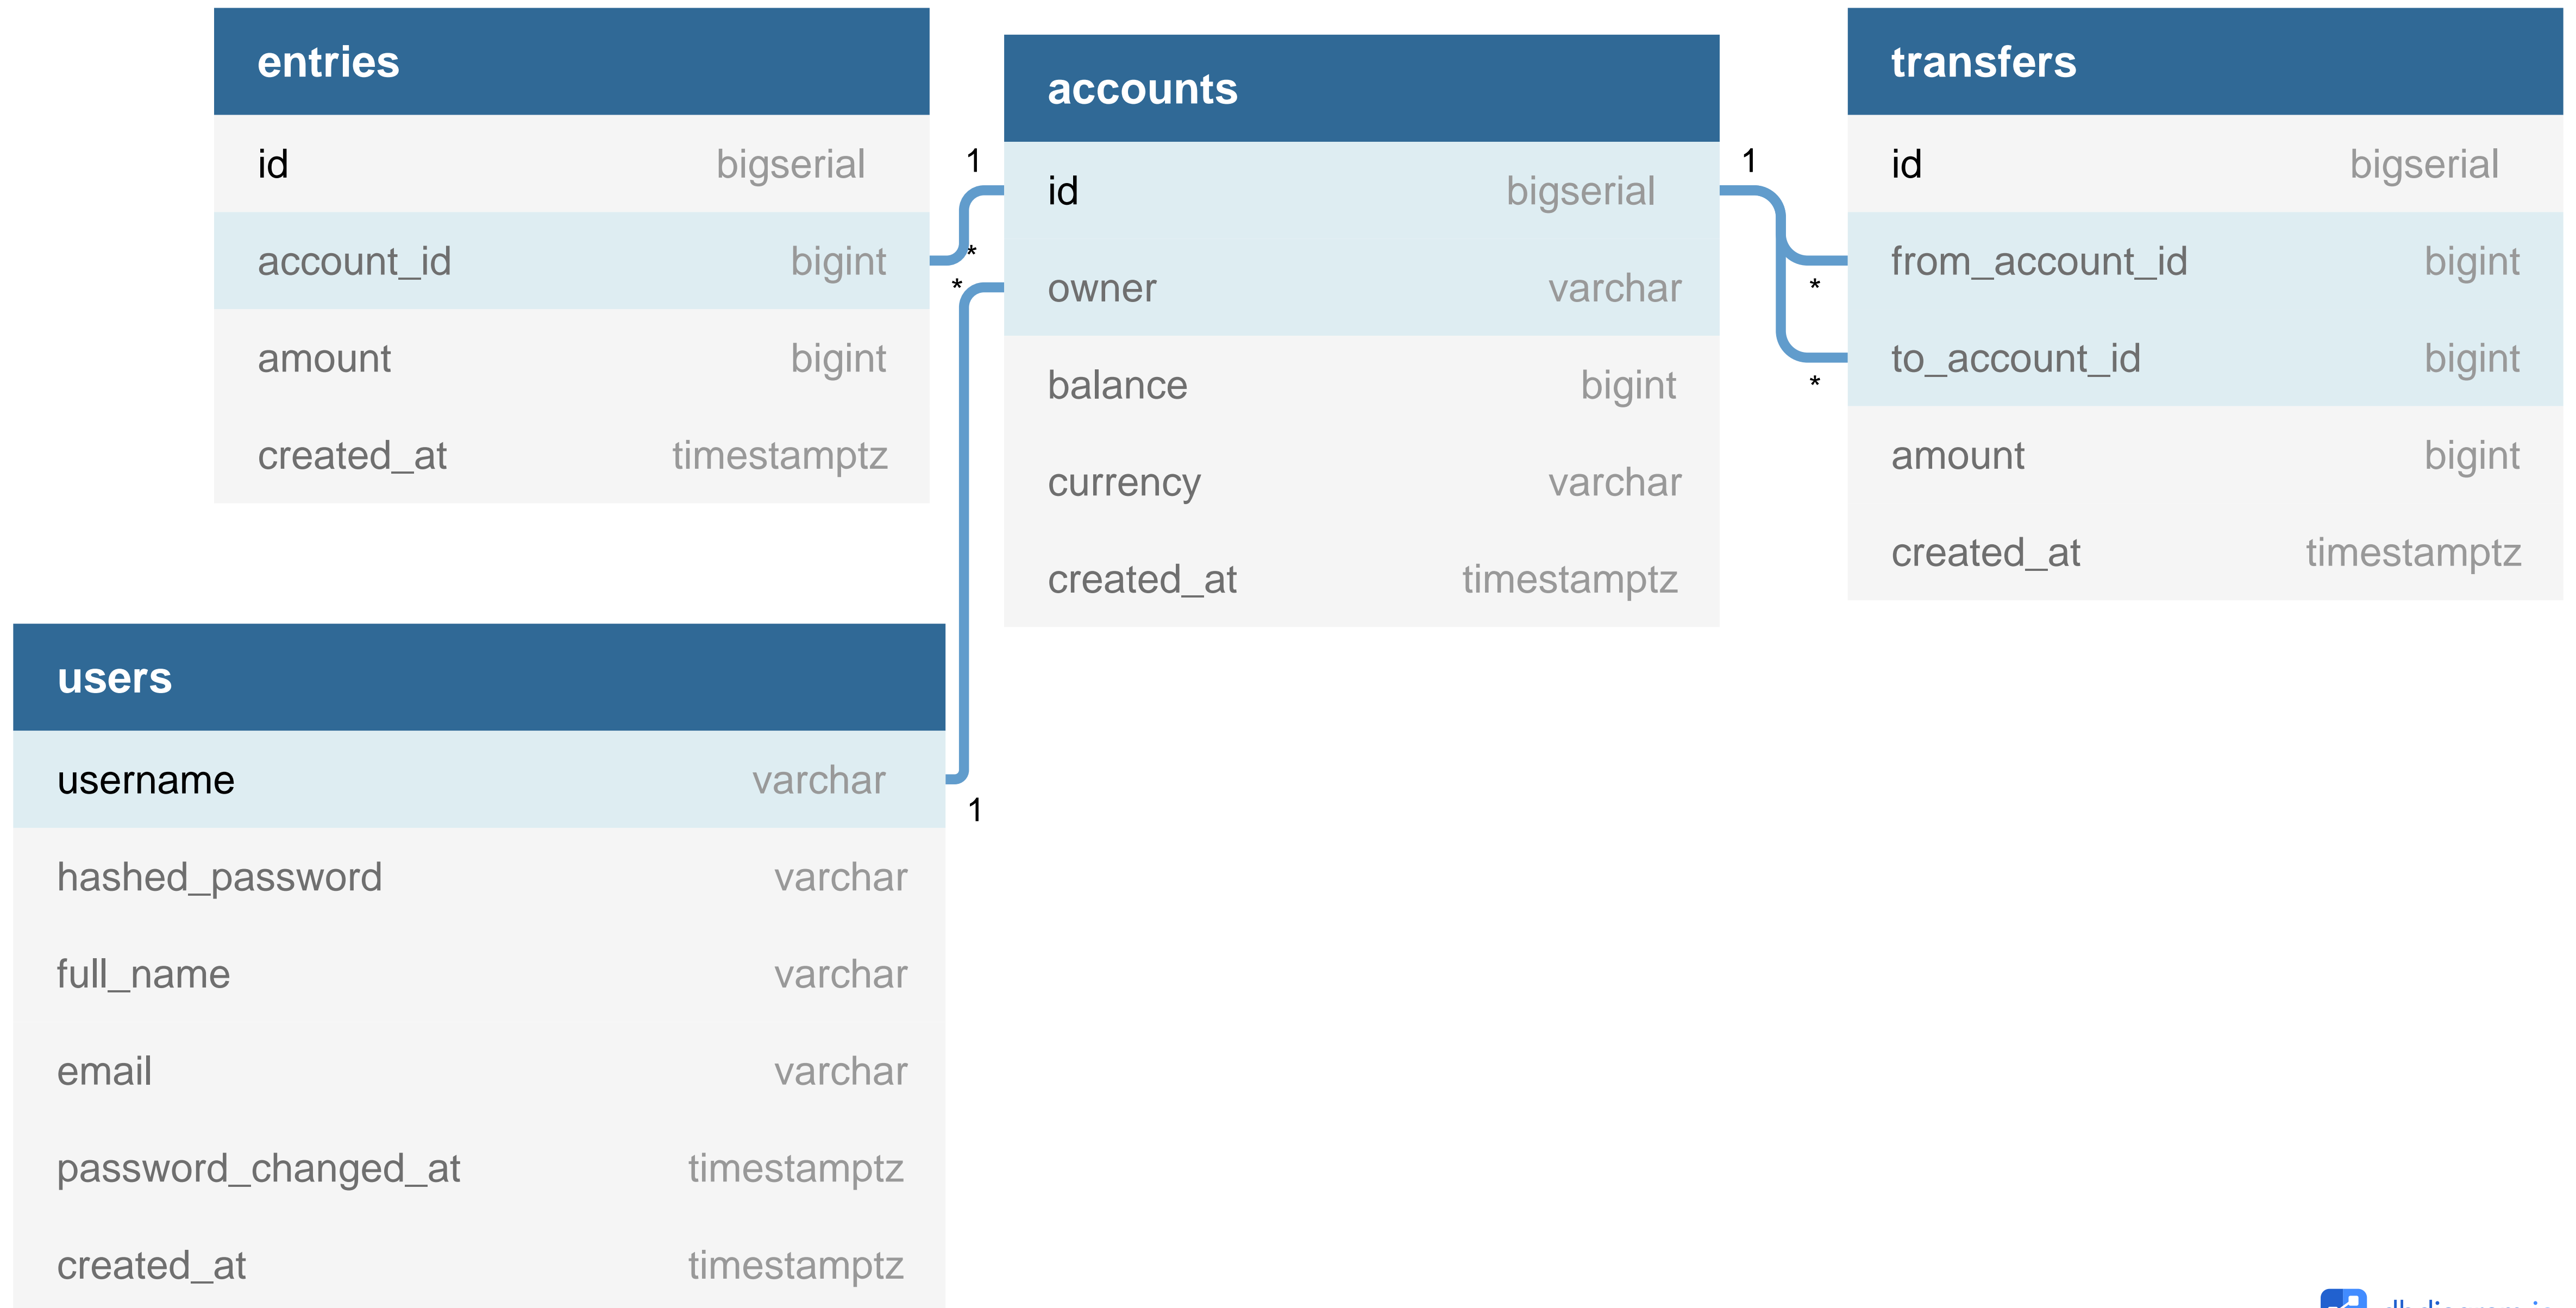 entries
id bigserial
account_id bigint
amount bigint
created_at timestamptz
1
*
*
1
accounts
id bigserial
owner varchar
balance bigint
currency varchar
created_at timestamptz
1
*
*
transfers
id bigserial
from_account_id bigint
to_account_id bigint
amount bigint
created_at timestamptz
users
username varchar
hashed_password varchar
full_name varchar
email varchar
password_changed_at timestamptz
created_at timestamptz